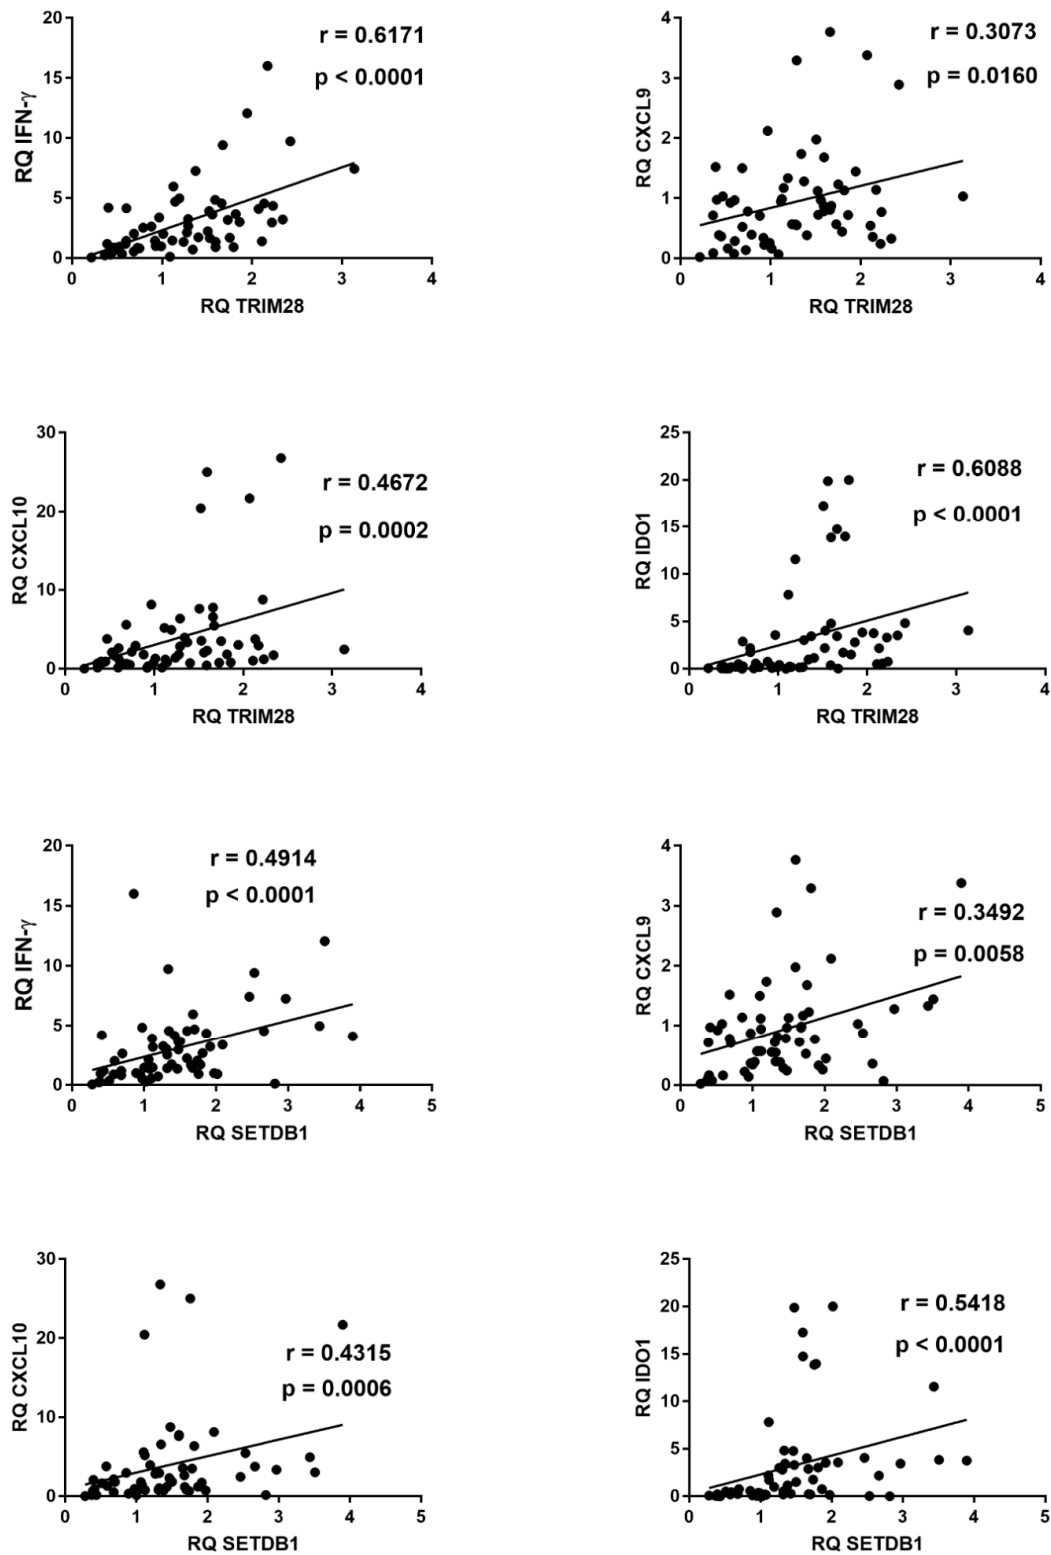 20
15
10
5
0
RQ IFN-γ
r = 0.6171
p < 0.0001
0 1 2 3 4
RQ TRIM28
4
3
2
1
0
RQ CXCL9
r = 0.3073
p = 0.0160
0 1 2 3 4
RQ TRIM28
30
20
10
0
RQ CXCL10
r = 0.4672
p = 0.0002
0 1 2 3 4
RQ TRIM28
25
20
15
10
5
0
RQ IDO1
r = 0.6088
p < 0.0001
0 1 2 3 4
RQ TRIM28
20
15
10
5
0
RQ IFN-γ
r = 0.4914
p < 0.0001
0 1 2 3 4 5
RQ SETDB1
4
3
2
1
0
RQ CXCL9
r = 0.3492
p = 0.0058
0 1 2 3 4 5
RQ SETDB1
30
20
10
0
RQ CXCL10
r = 0.4315
p = 0.0006
0 1 2 3 4 5
RQ SETDB1
25
20
15
10
5
0
RQ IDO1
r = 0.5418
p < 0.0001
0 1 2 3 4 5
RQ SETDB1